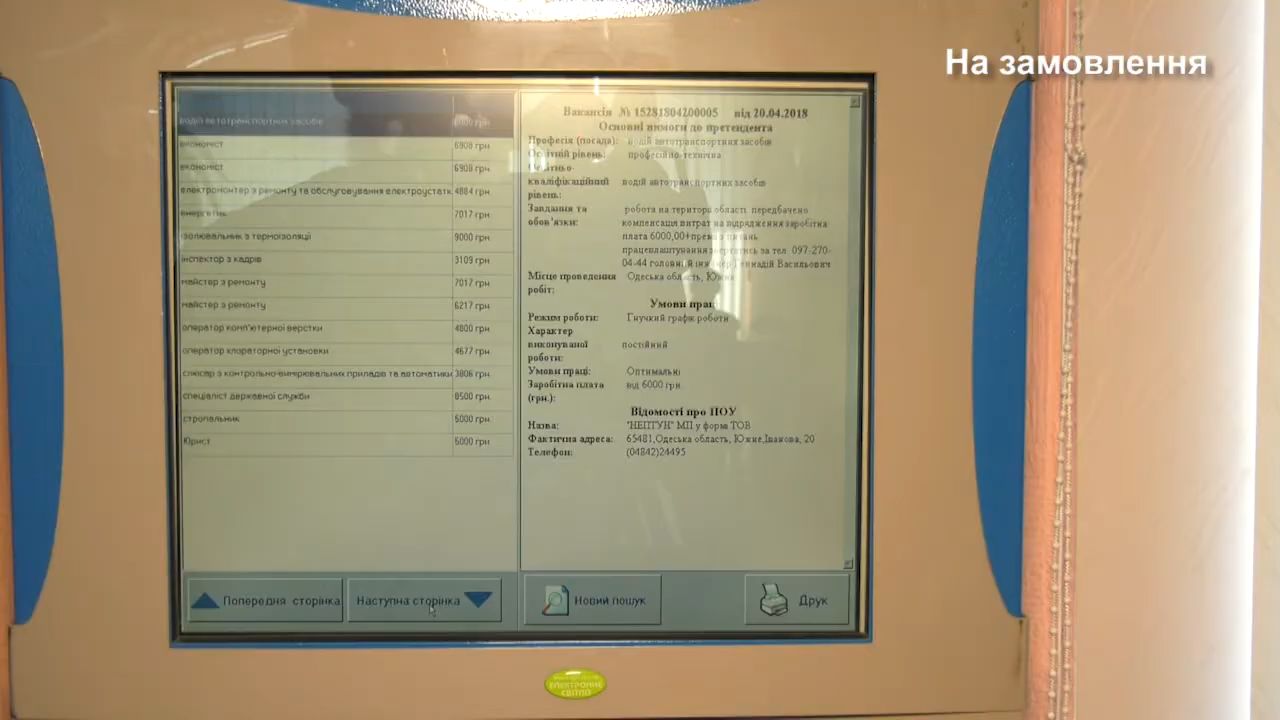 На замовлення
водій автотранспортних засобів 6000 грн.
економіст 6908 грн.
економіст 6908 грн.
електромонтер з ремонту та обслуговування електроустатк 4884 грн.
енергетик 7017 грн.
ізолювальник з термоізоляції 9000 грн.
інспектор з кадрів 3109 грн.
майстер з ремонту 7017 грн.
майстер з ремонту 6217 грн.
оператор комп'ютерної верстки 4800 грн.
оператор хлораторної установки 4677 грн.
слюсар з контрольно-вимірювальних приладів та автоматики 3806 грн.
спеціаліст державної служби 8500 грн.
стропальник 5000 грн.
Юрист 5000 грн.
Вакансія № 15281804200005 від 20.04.2018
Основні вимоги до претендента
Професія (посада): водій автотранспортних засобів
Освітній рівень: професійно-технічна
Освітньо-
кваліфікаційний водій автотранспортних засобів
рівень:
Завдання та робота на території області. передбачено
обов'язки: компенсація витрат на відрядження заробітна
плата 6000,00+премія з питань
працевлаштування звертатись за тел. 097-270-
04-44 головний інженер Геннадій Васильович
Місце проведення Одеська область, Южне
робіт:
Умови праці
Режим роботи: Гнучкий графік роботи
Характер
виконуваної постійний
роботи:
Умови праці: Оптимальні
Заробітна плата від 6000 грн.
(грн.):
Відомості про ПОУ
Назва: "НЕПТУН" МП у формі ТОВ
Фактична адреса: 65481,Одеська область, Южне,Іванова, 20
Телефон: (04842)24495
Попередня сторінка Наступна сторінка Новий пошук Друк
ЕЛЕКТРОННЕ
СВІТЛО